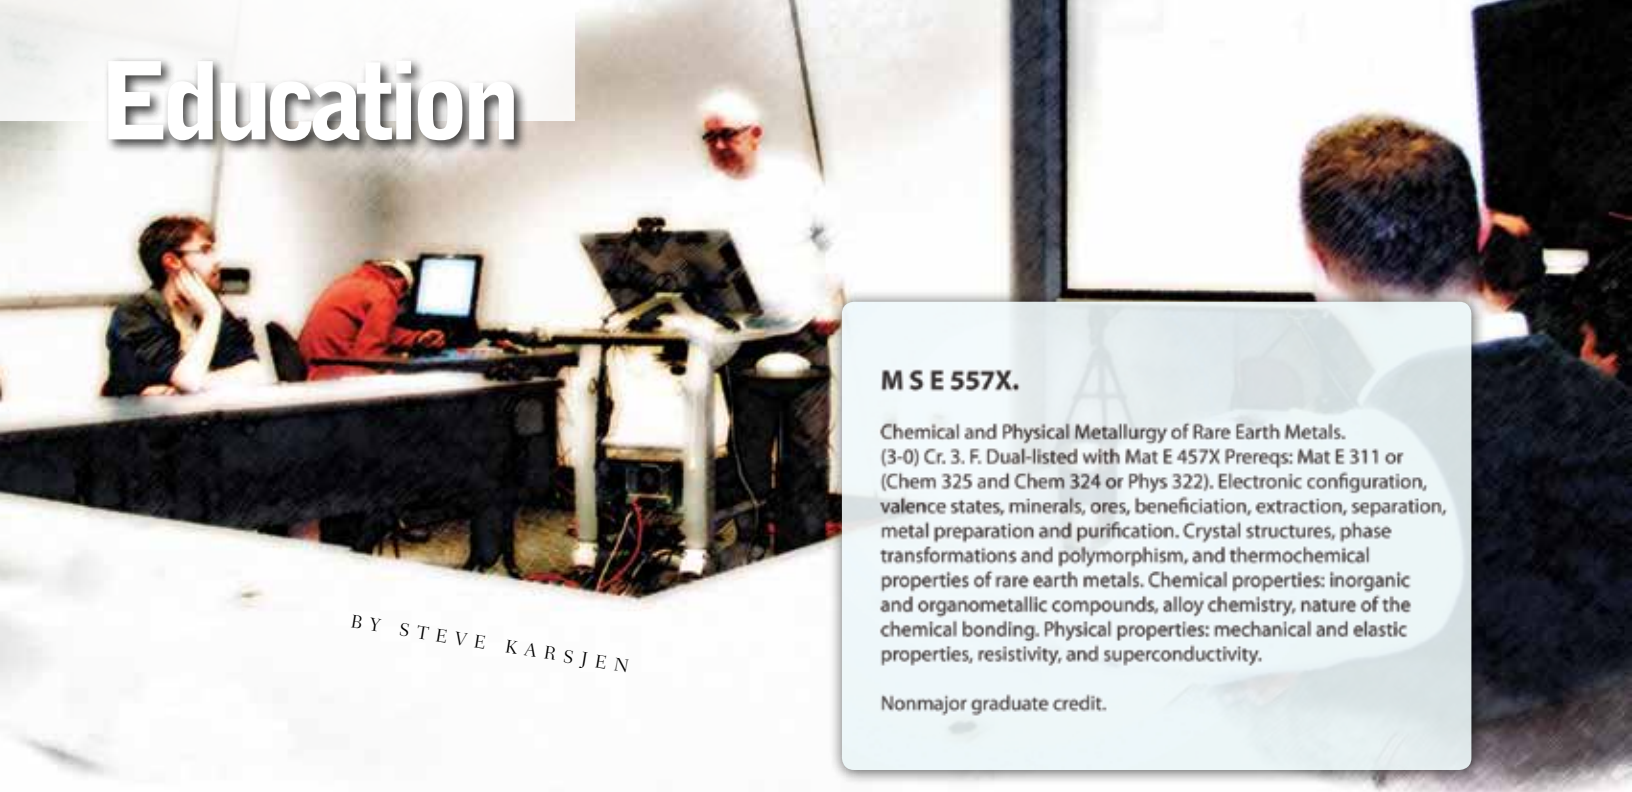 Education
BY STEVE KARSJEN
M S E 557X.
Chemical and Physical Metallurgy of Rare Earth Metals.
(3-0) Cr. 3. F. Dual-listed with Mat E 457X Prereqs: Mat E 311 or
(Chem 325 and Chem 324 or Phys 322). Electronic configuration,
valence states, minerals, ores, beneficiation, extraction, separation,
metal preparation and purification. Crystal structures, phase
transformations and polymorphism, and thermochemical
properties of rare earth metals. Chemical properties: inorganic
and organometallic compounds, alloy chemistry, nature of the
chemical bonding. Physical properties: mechanical and elastic
properties, resistivity, and superconductivity.
Nonmajor graduate credit.